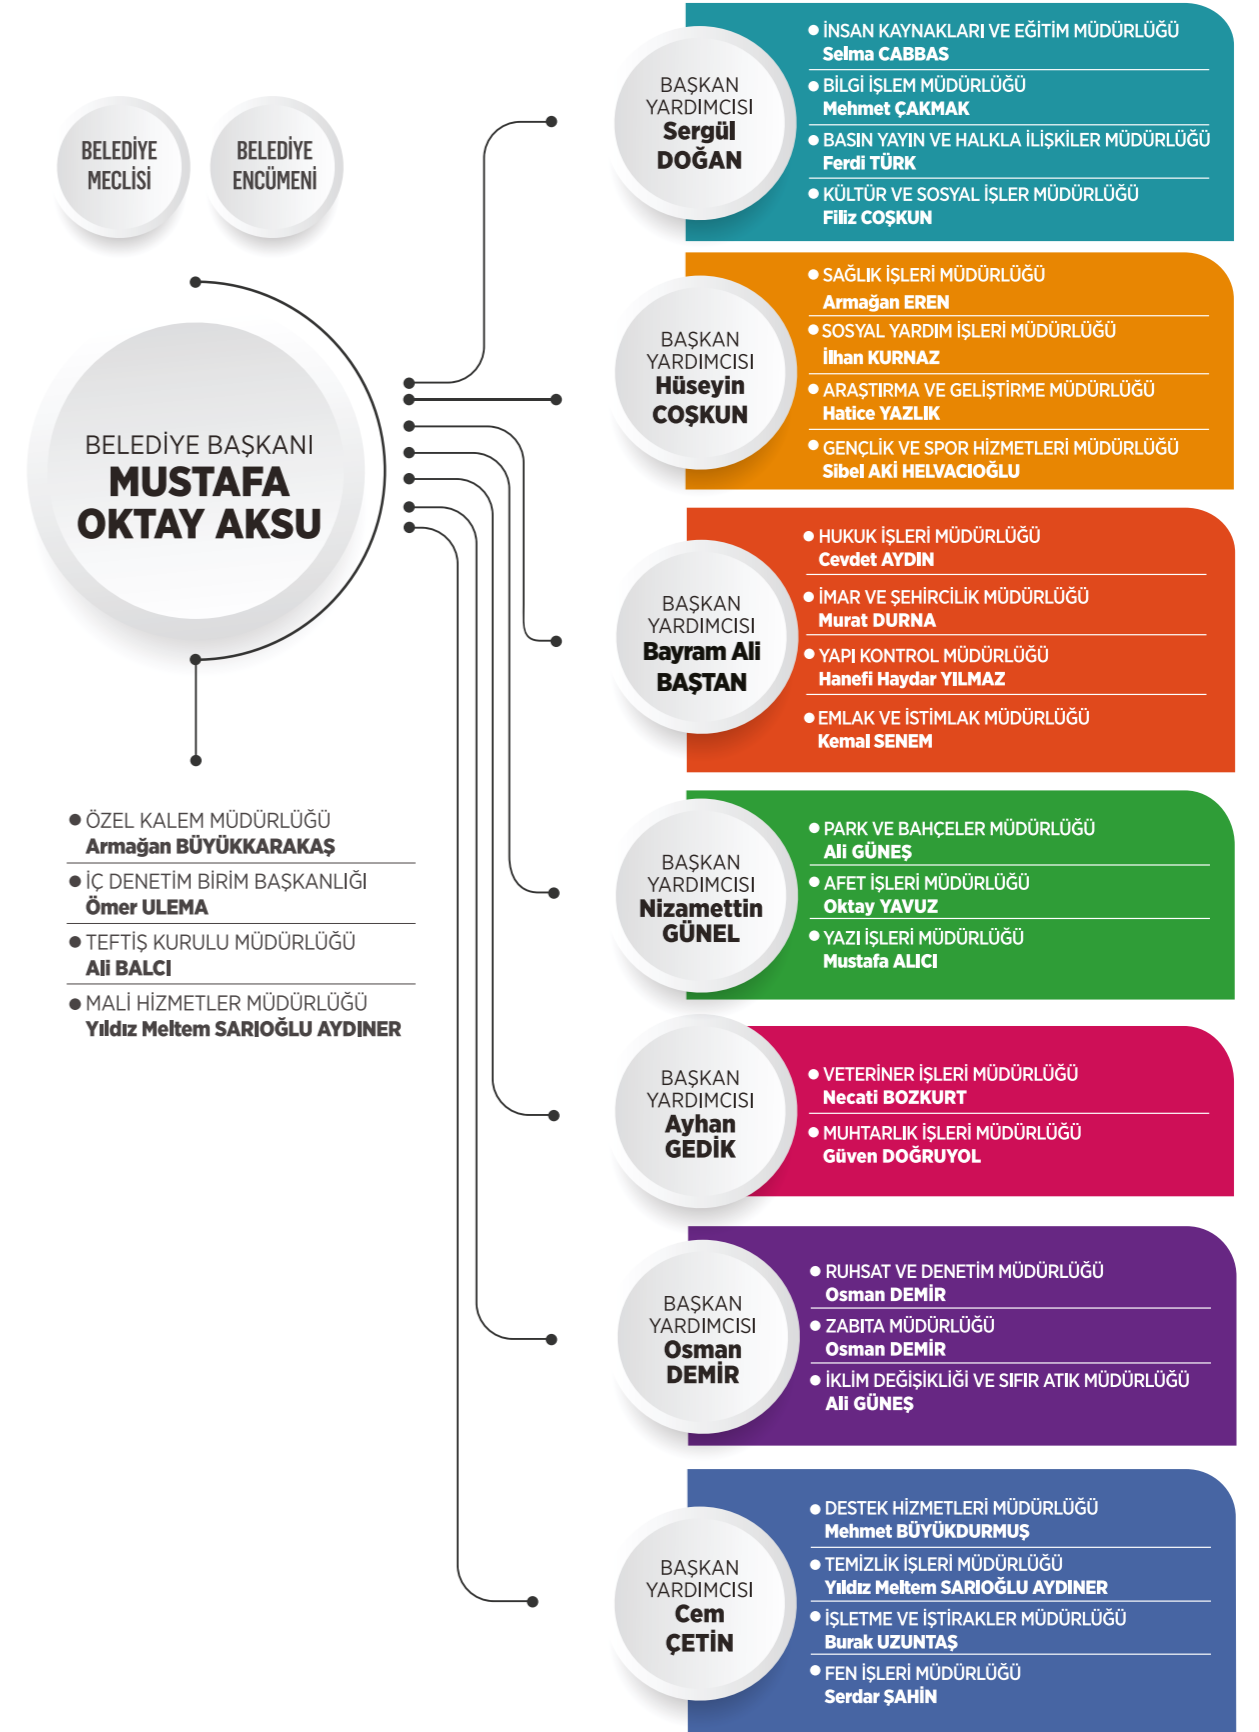 BELEDİYE
MECLİSİ
BELEDİYE
ENCÜMENİ
BELEDİYE BAŞKANI
MUSTAFA
OKTAY AKSU
● ÖZEL KALEM MÜDÜRLÜĞÜ
Armağan BÜYÜKKARAKAŞ
● İÇ DENETİM BİRİM BAŞKANLIĞI
Ömer ULEMA
● TEFTİŞ KURULU MÜDÜRLÜĞÜ
Ali BALCI
● MALİ HİZMETLER MÜDÜRLÜĞÜ
Yıldız Meltem SARIOĞLU AYDINER
BAŞKAN
YARDIMCISI
Sergül
DOĞAN
● İNSAN KAYNAKLARI VE EĞİTİM MÜDÜRLÜĞÜ
Selma CABBAS
● BİLGİ İŞLEM MÜDÜRLÜĞÜ
Mehmet ÇAKMAK
● BASIN YAYIN VE HALKLA İLİŞKİLER MÜDÜRLÜĞÜ
Ferdi TÜRK
● KÜLTÜR VE SOSYAL İŞLER MÜDÜRLÜĞÜ
Filiz COŞKUN
BAŞKAN
YARDIMCISI
Hüseyin
COŞKUN
● SAĞLIK İŞLERİ MÜDÜRLÜĞÜ
Armağan EREN
● SOSYAL YARDIM İŞLERİ MÜDÜRLÜĞÜ
İlhan KURNAZ
● ARAŞTIRMA VE GELİŞTİRME MÜDÜRLÜĞÜ
Hatice YAZLIK
● GENÇLİK VE SPOR HİZMETLERİ MÜDÜRLÜĞÜ
Sibel AKİ HELVACIOĞLU
BAŞKAN
YARDIMCISI
Bayram Ali
BAŞTAN
● HUKUK İŞLERİ MÜDÜRLÜĞÜ
Cevdet AYDIN
● İMAR VE ŞEHİRCİLİK MÜDÜRLÜĞÜ
Murat DURNA
● YAPI KONTROL MÜDÜRLÜĞÜ
Hanefi Haydar YILMAZ
● EMLAK VE İSTİMLAK MÜDÜRLÜĞÜ
Kemal SENEM
BAŞKAN
YARDIMCISI
Nizamettin
GÜNEL
● PARK VE BAHÇELER MÜDÜRLÜĞÜ
Ali GÜNEŞ
● AFET İŞLERİ MÜDÜRLÜĞÜ
Oktay YAVUZ
● YAZI İŞLERİ MÜDÜRLÜĞÜ
Mustafa ALICI
BAŞKAN
YARDIMCISI
Ayhan
GEDİK
● VETERİNER İŞLERİ MÜDÜRLÜĞÜ
Necati BOZKURT
● MUHTARLIK İŞLERİ MÜDÜRLÜĞÜ
Güven DOĞRUYOL
BAŞKAN
YARDIMCISI
Osman
DEMİR
● RUHSAT VE DENETİM MÜDÜRLÜĞÜ
Osman DEMİR
● ZABITA MÜDÜRLÜĞÜ
Osman DEMİR
● İKLİM DEĞİŞİKLİĞİ VE SIFIR ATIK MÜDÜRLÜĞÜ
Ali GÜNEŞ
BAŞKAN
YARDIMCISI
Cem
ÇETİN
● DESTEK HİZMETLERİ MÜDÜRLÜĞÜ
Mehmet BÜYÜKDURMUŞ
● TEMİZLİK İŞLERİ MÜDÜRLÜĞÜ
Yıldız Meltem SARIOĞLU AYDINER
● İŞLETME VE İŞTİRAKLER MÜDÜRLÜĞÜ
Burak UZUNTAŞ
● FEN İŞLERİ MÜDÜRLÜĞÜ
Serdar ŞAHİN